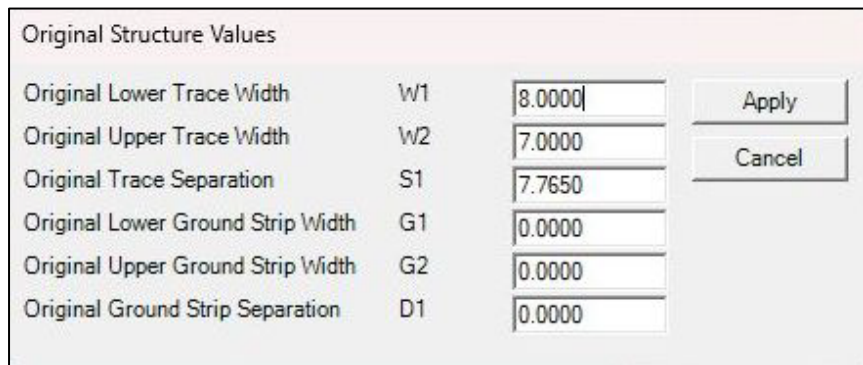 Original Structure Values
Original Lower Trace Width W1 8.0000 Apply
Original Upper Trace Width W2 7.0000
Cancel
Original Trace Separation S1 7.7650
Original Lower Ground Strip Width G1 0.0000
Original Upper Ground Strip Width G2 0.0000
Original Ground Strip Separation D1 0.0000